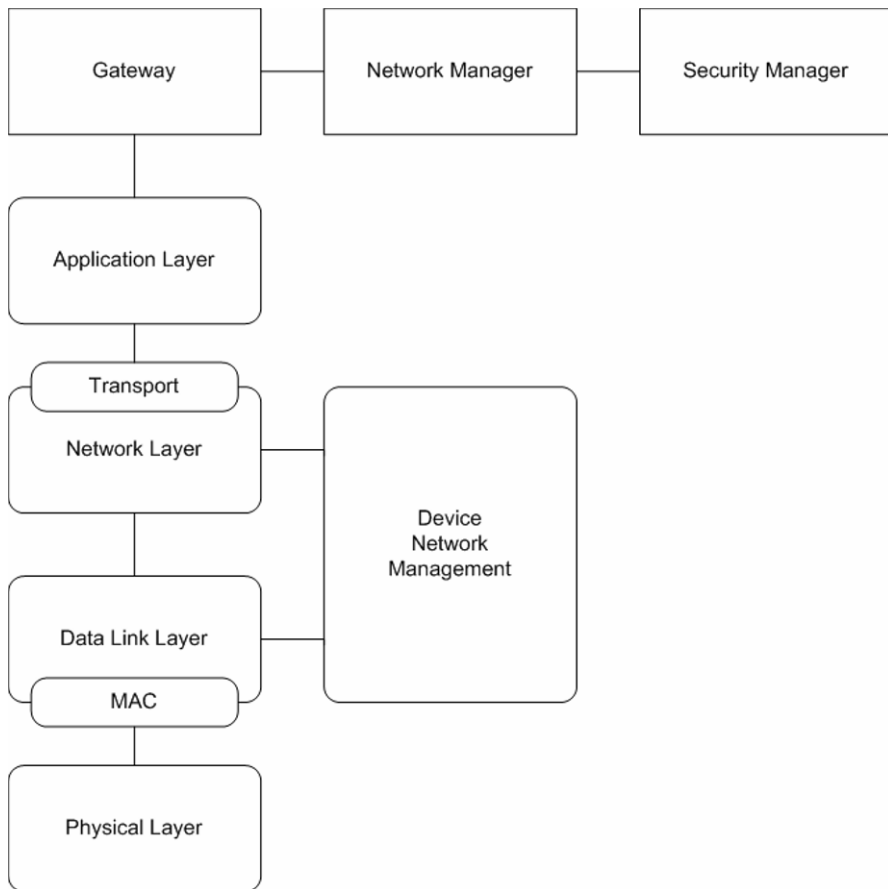 Gateway
Network Manager
Security Manager
Application Layer
Transport
Network Layer
Device
Network
Management
Data Link Layer
MAC
Physical Layer